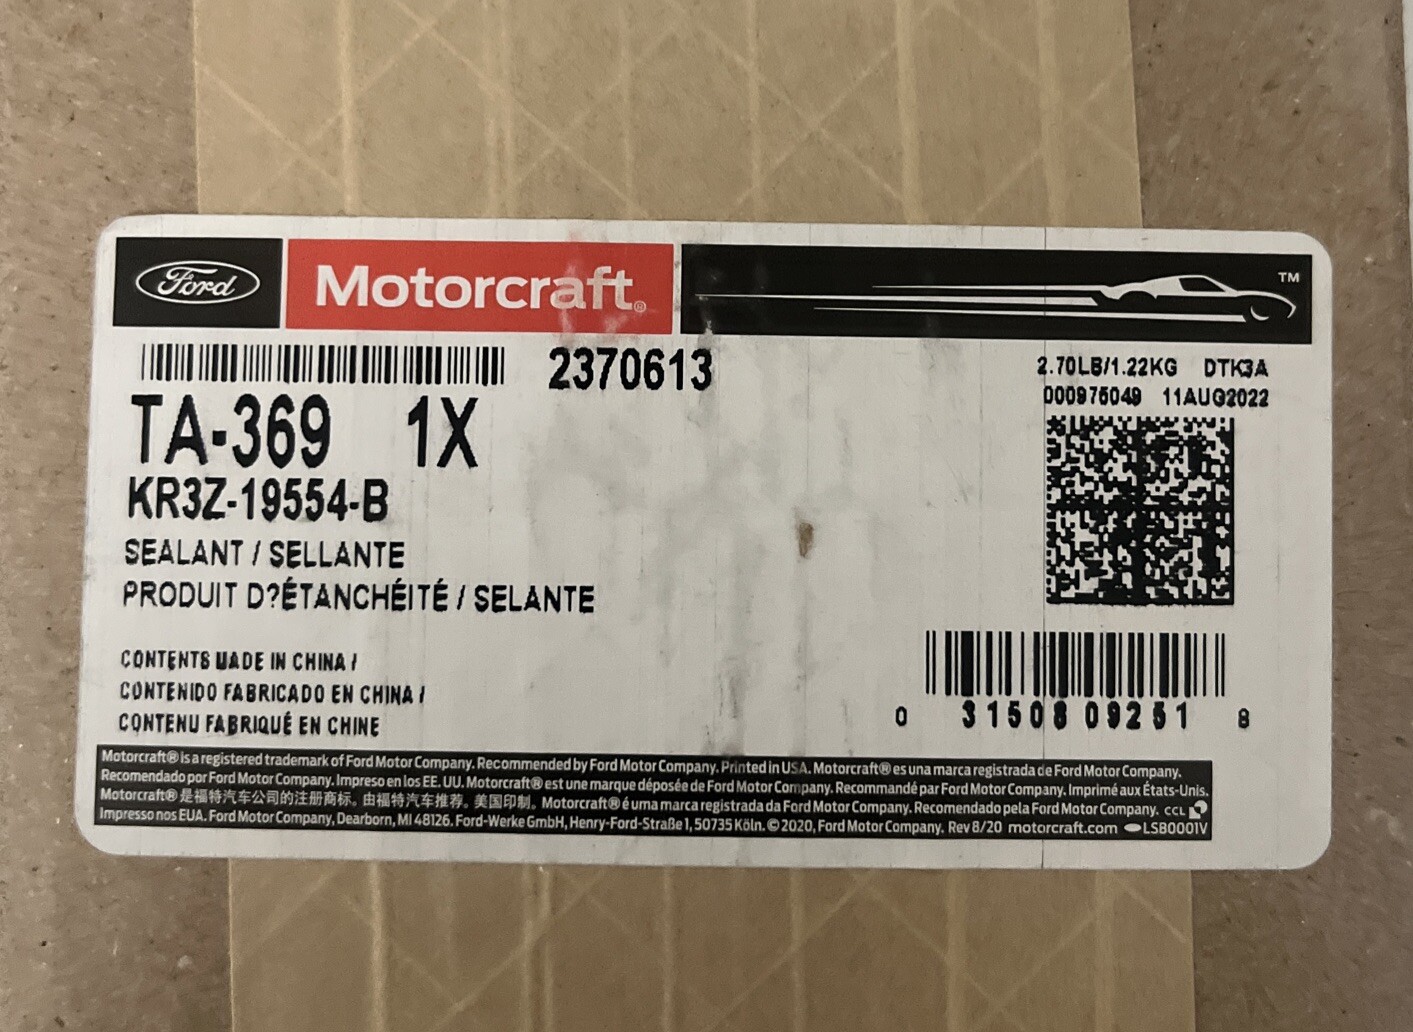 Ford Motorcraft® TM
2370613 2.70LB/1.22KG DTK3A
000976049 11AUG2022
TA-369 1X
KR3Z-19554-B
SEALANT / SELLANTE
PRODUIT D?ÉTANCHÉITÉ / SELANTE
CONTENTS MADE IN CHINA /
CONTENIDO FABRICADO EN CHINA /
CONTENU FABRIQUÉ EN CHINE
0 31508 09251 8
Motorcraft® is a registered trademark of Ford Motor Company. Recommended by Ford Motor Company. Printed in USA. Motorcraft® es una marca registrada de Ford Motor Company.
Recomendado por Ford Motor Company. Impreso en los EE. UU. Motorcraft® est une marque déposée de Ford Motor Company. Recommandé par Ford Motor Company. Imprimé aux États-Unis.
Motorcraft® 是福特汽车公司的注册商标。由福特汽车推荐。美国印制。Motorcraft® é uma marca registrada da Ford Motor Company. Recomendado pela Ford Motor Company. CCL
Impresso nos EUA. Ford Motor Company, Dearborn, MI 48126. Ford-Werke GmbH, Henry-Ford-Straße 1, 50735 Köln. © 2020, Ford Motor Company. Rev 8/20 motorcraft.com LSB0001V